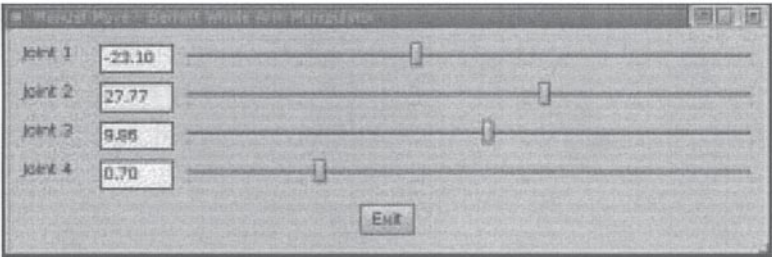 Manual Move - Barrett Whole Arm Manipulator
Joint 1 -23.10
Joint 2 27.77
Joint 3 9.86
Joint 4 0.70
Exit